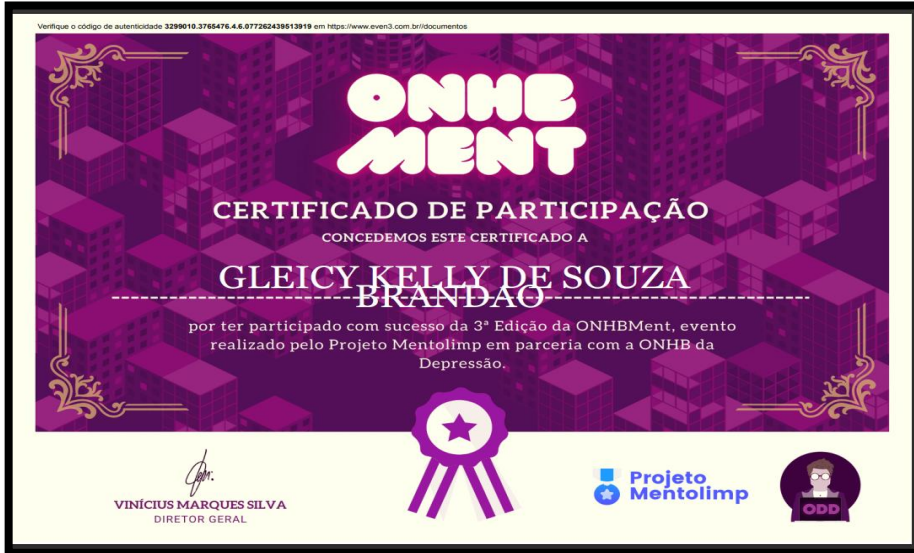 Verifique o código de autenticidade 3299010.3765476.4.6.077262439513919 em https://www.even3.com.br//documentos
ONHB
MENT
CERTIFICADO DE PARTICIPAÇÃO
CONCEDEMOS ESTE CERTIFICADO A
GLEICY KELLY DE SOUZA
BRANDAO
por ter participado com sucesso da 3ª Edição da ONHBMent, evento
realizado pelo Projeto Mentolimp em parceria com a ONHB da
Depressão.
VINÍCIUS MARQUES SILVA
DIRETOR GERAL
Projeto
Mentolimp
ODD